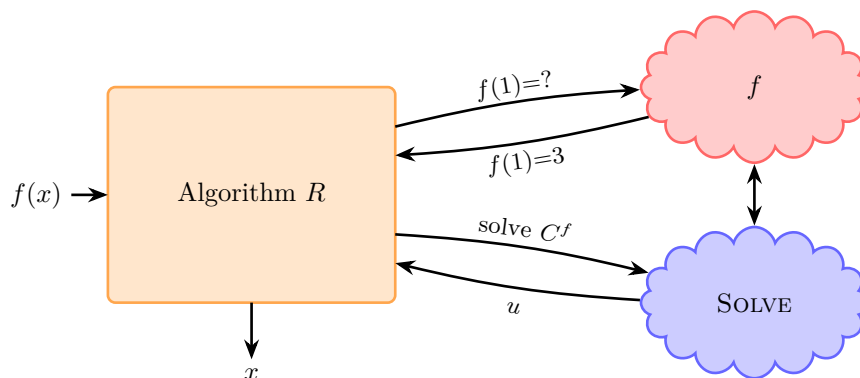 f(1)=?
f
f(1)=3
f(x)
Algorithm R
solve C^f
u
SOLVE
x